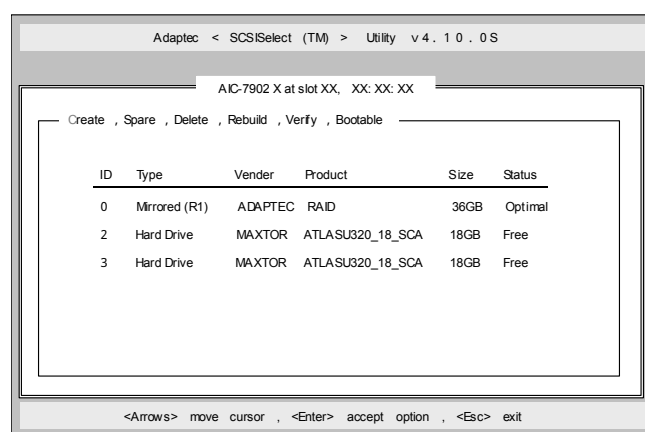 Adaptec < SCSISelect (TM) > Utility v4.10.0S
AIC-7902 X at slot XX, XX: XX: XX
Create , Spare , Delete , Rebuild , Verify , Bootable
ID Type Vender Product Size Status
0 Mirrored (R1) ADAPTEC RAID 36GB Optimal
2 Hard Drive MAXTOR ATLASU320_18_SCA 18GB Free
3 Hard Drive MAXTOR ATLASU320_18_SCA 18GB Free
<Arrows> move cursor , <Enter> accept option , <Esc> exit